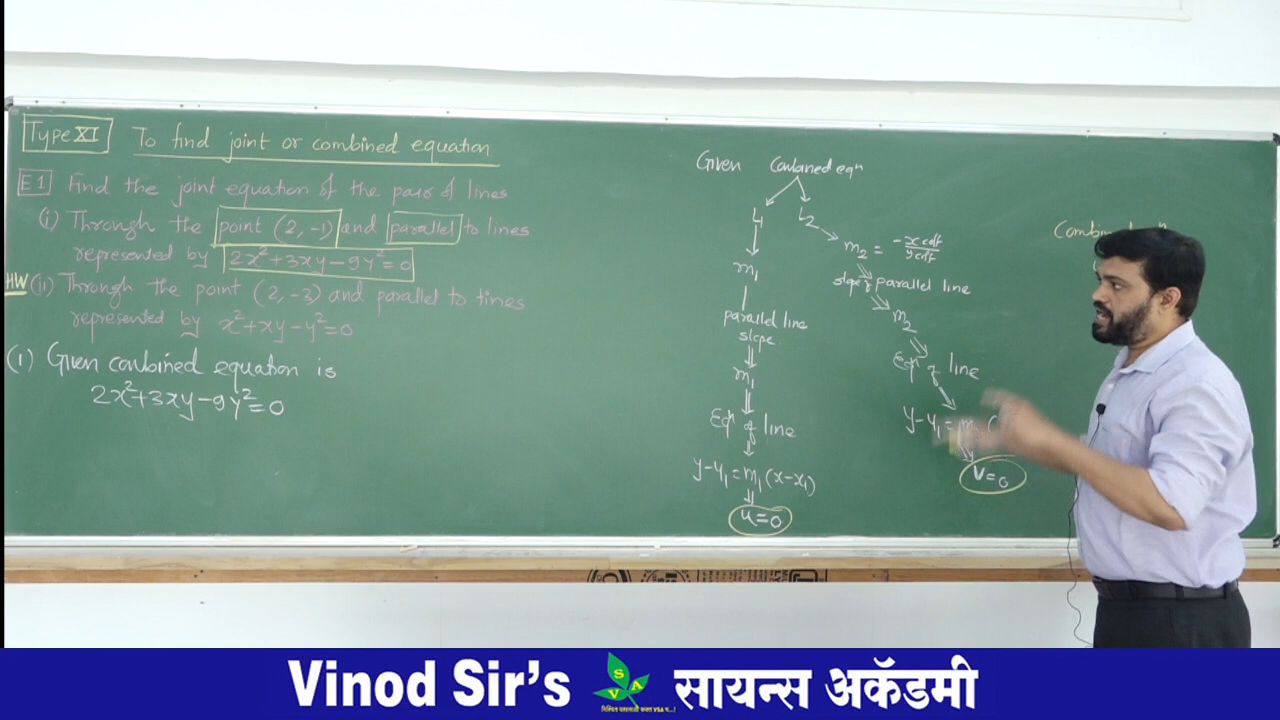 Type XI To find joint or combined equation
E1 Find the joint equation of the pair of lines
(i) Through the point (2, -1) and parallel to lines
represented by 2x²+3xy-9y²=0
HW (ii) Through the point (2, -3) and parallel to lines
represented by x²+xy-y²=0
(1) Given combined equation is
2x²+3xy-9y²=0
Given Combined eqn
L1 L2
m2 = -x coff/y coff
m1
slope of parallel line
m2
parallel line
slope
m1
Eqn of line
y-y1 = m
V=0
Eqn of line
y-y1=m1(x-x1)
u=0
Vinod Sir's SVA सायन्स अकॅडमी